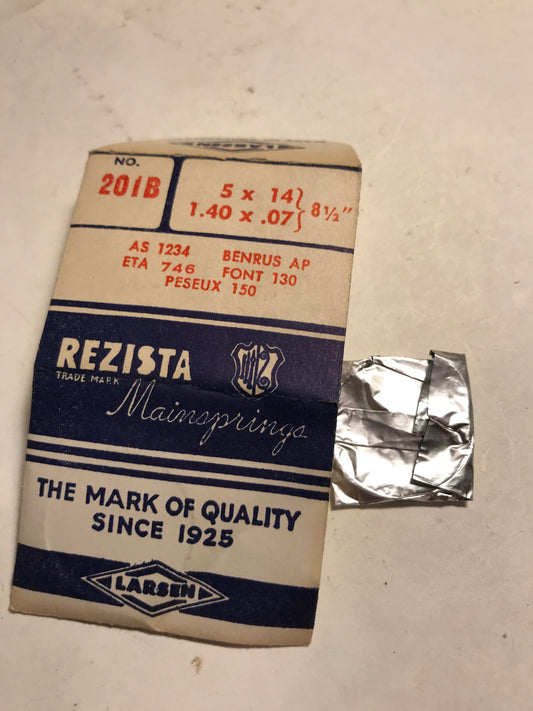 NO.
201B
5 x 14
1.40 x .07
8½"
AS 1234 BENRUS AP
ETA 746 FONT 130
PESEUX 150
REZISTA
TRADE MARK
Mainsprings
THE MARK OF QUALITY
SINCE 1925
LARSEN